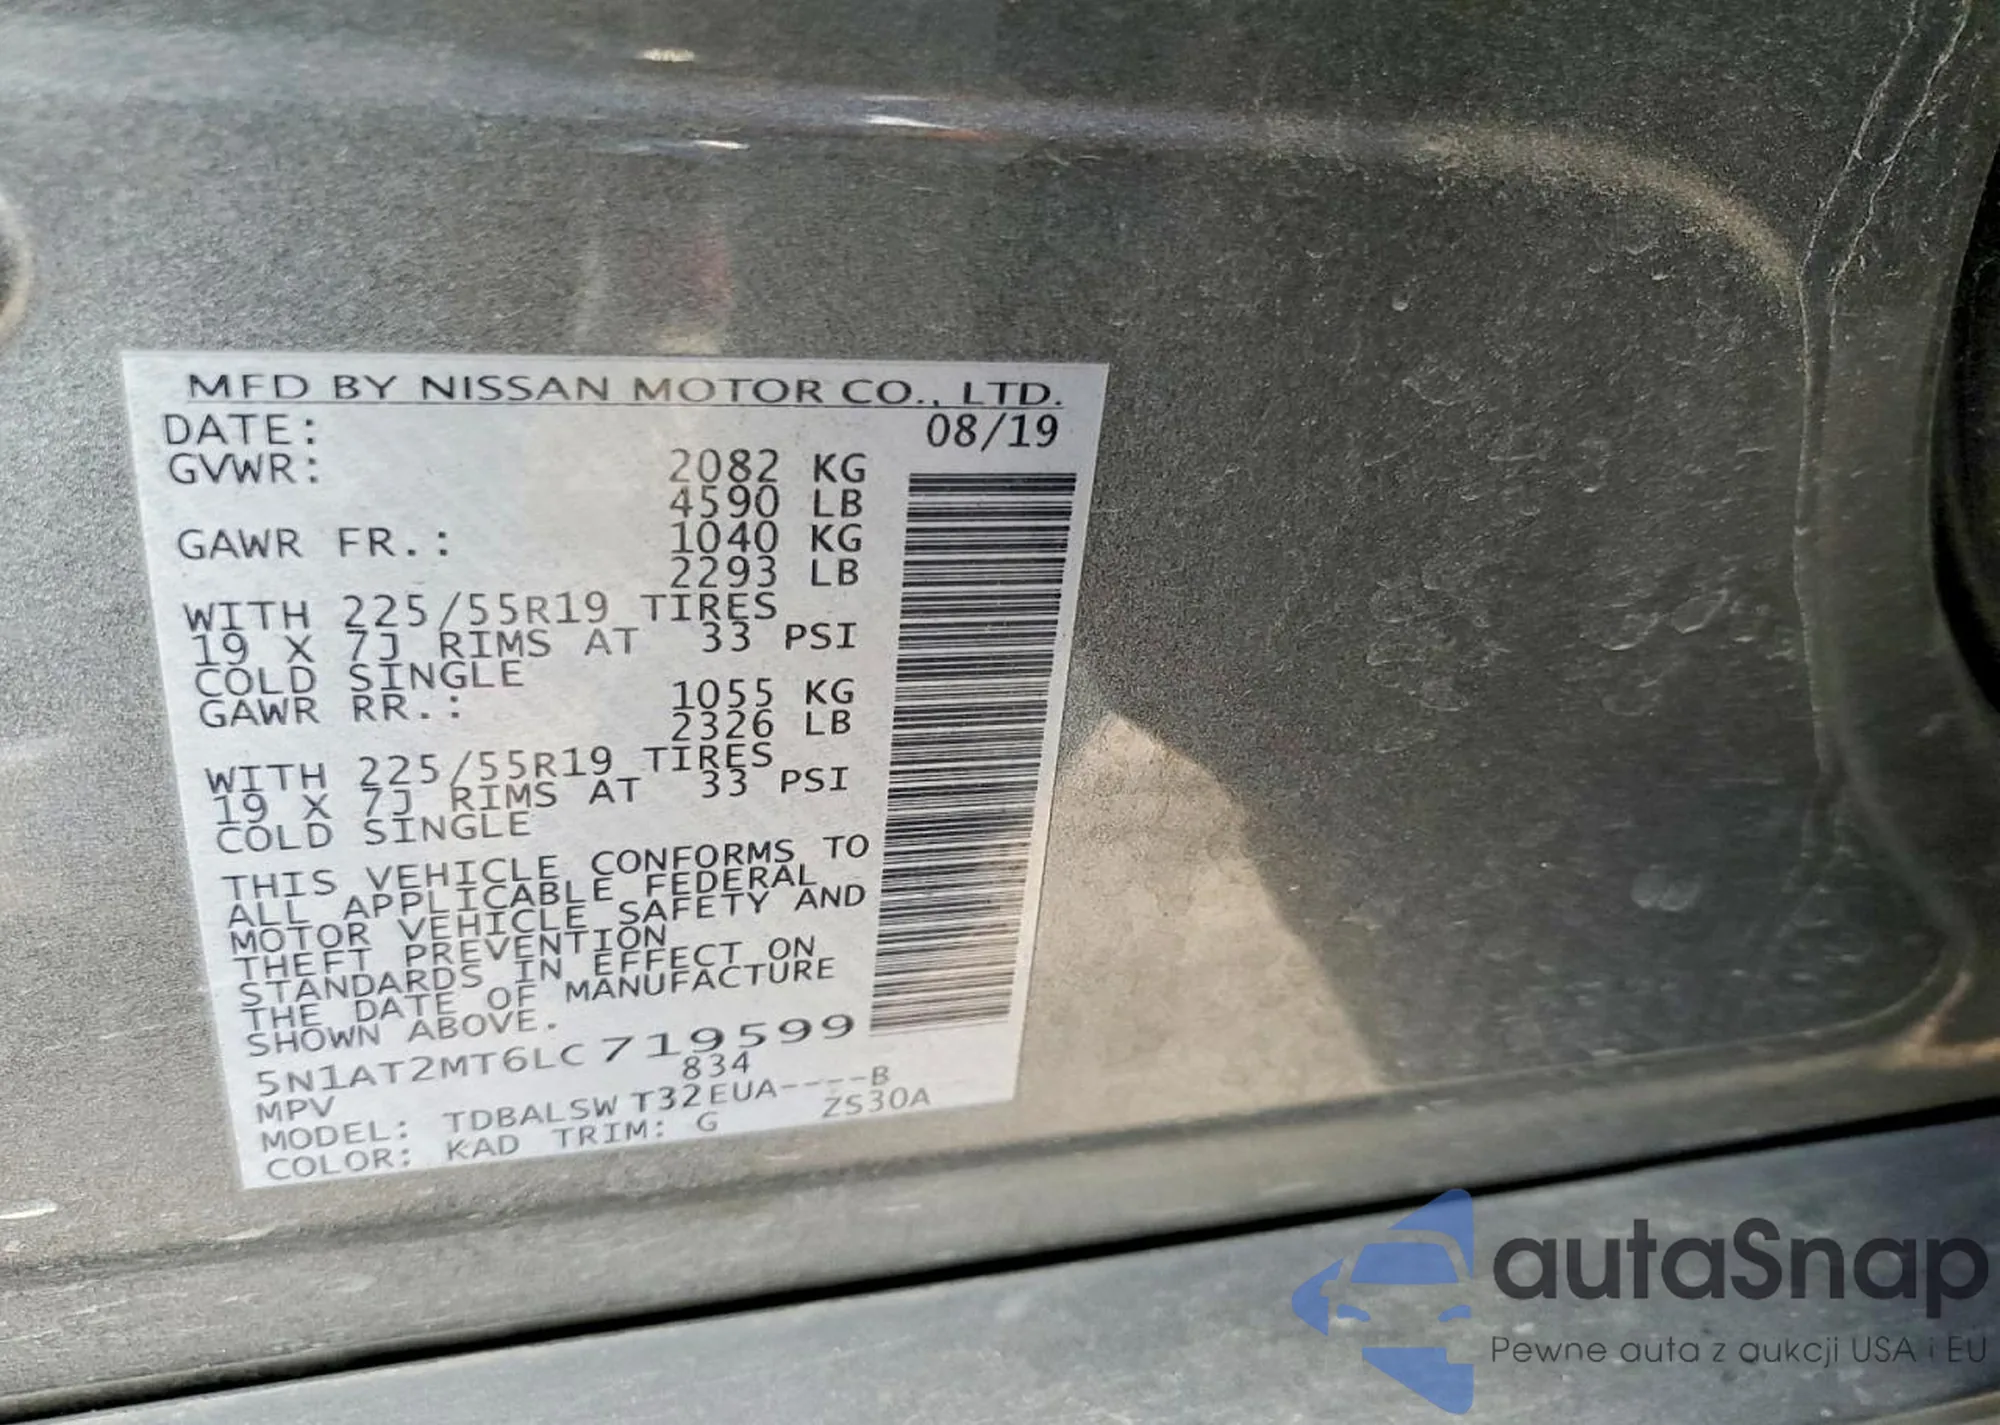 MFD BY NISSAN MOTOR CO., LTD.
DATE: 08/19
GVWR: 2082 KG
4590 LB
GAWR FR.: 1040 KG
2293 LB
WITH 225/55R19 TIRES
19 X 7J RIMS AT 33 PSI
COLD SINGLE
GAWR RR.: 1055 KG
2326 LB
WITH 225/55R19 TIRES
19 X 7J RIMS AT 33 PSI
COLD SINGLE
THIS VEHICLE CONFORMS TO
ALL APPLICABLE FEDERAL
MOTOR VEHICLE SAFETY AND
THEFT PREVENTION
STANDARDS IN EFFECT ON
THE DATE OF MANUFACTURE
SHOWN ABOVE.
5N1AT2MT6LC719599
MPV 834
MODEL: TDBALSWT32EUA----B
COLOR: KAD TRIM: G ZS30A
autaSnap
Pewne auta z aukcji USA i EU